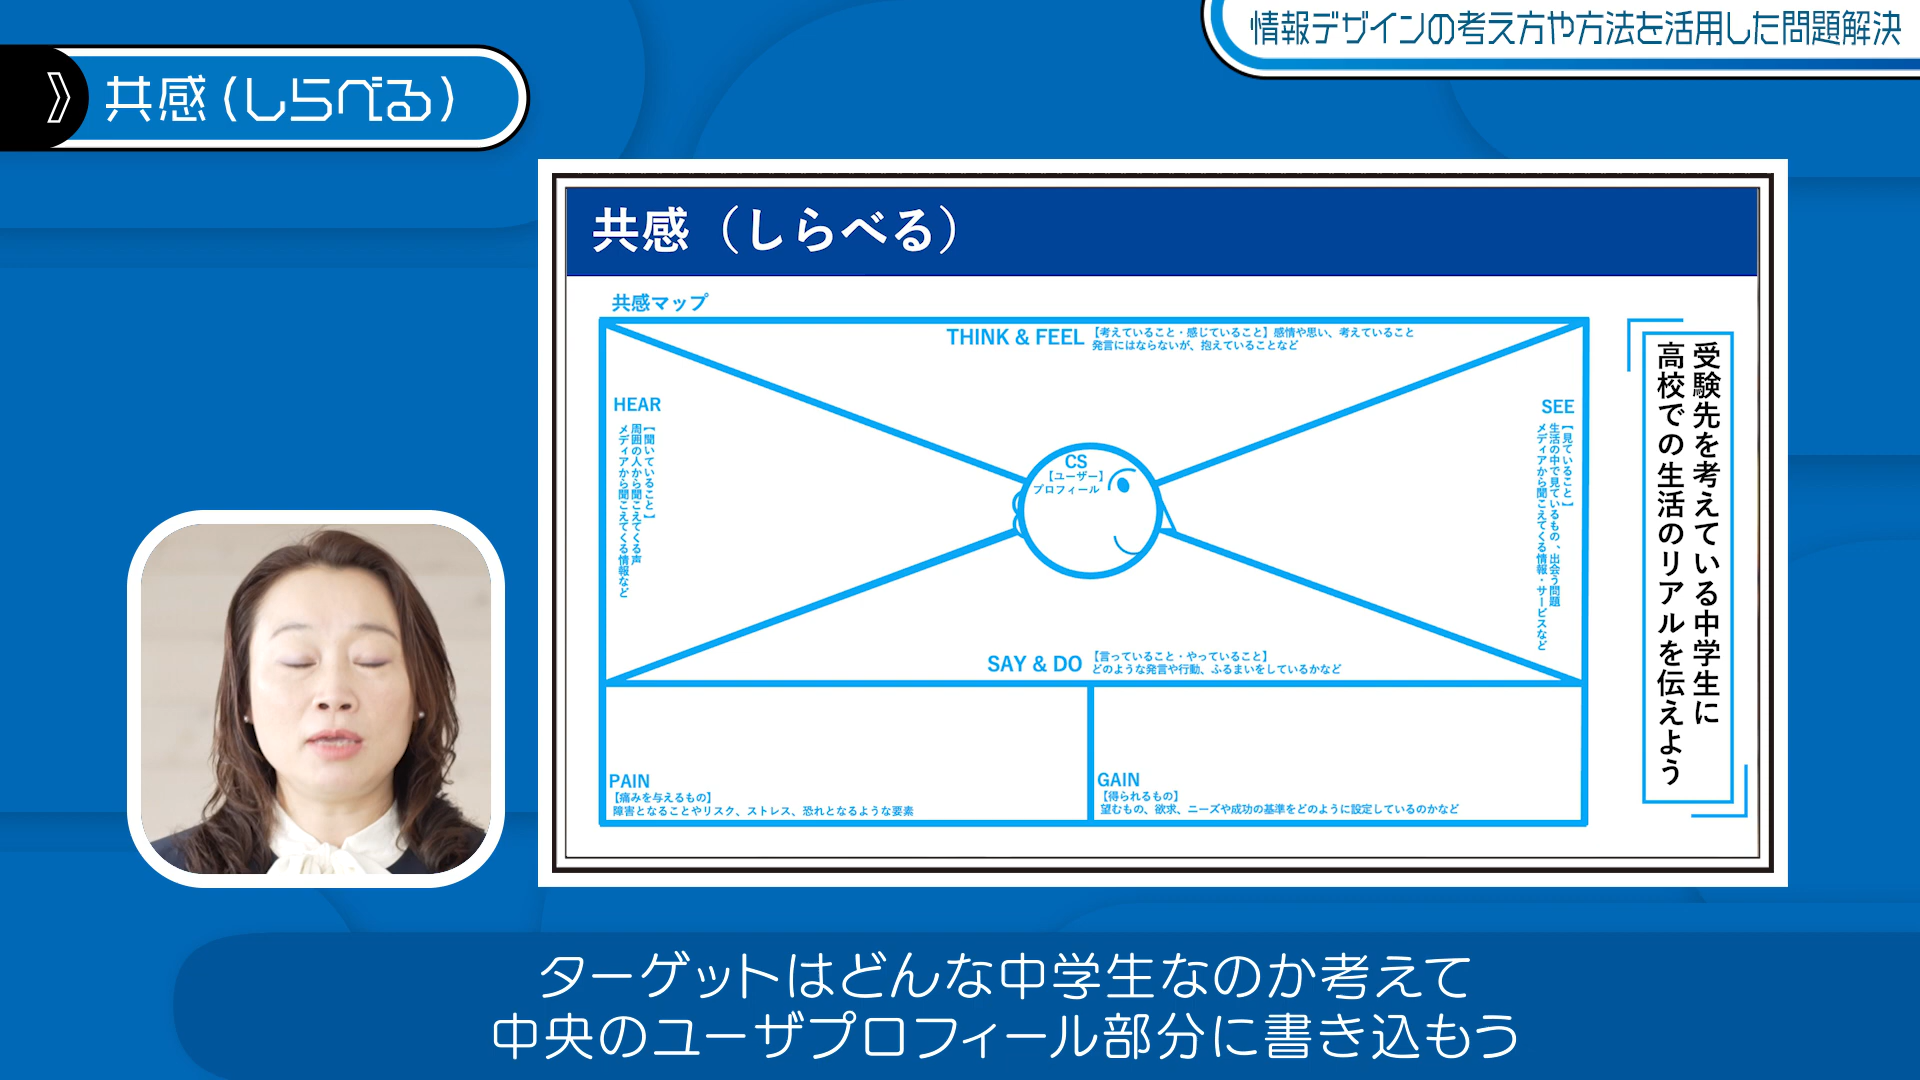 情報デザインの考え方や方法を活用した問題解決
共感（しらべる）
共感（しらべる）
共感マップ
THINK & FEEL
【考えていること・感じていること】感情や思い、考えていること
発言にはならないが、抱えていることなど
HEAR
【聞いていること】
周囲の人から聞こえてくる声
メディアから聞こえてくる情報など
CS
【ユーザー】
プロフィール
SEE
【見ていること】
生活の中で見ているもの、出会う問題
メディアから聞こえてくる情報・サービスなど
SAY & DO
【言っていること・やっていること】
どのような発言や行動、ふるまいをしているかなど
PAIN
【痛みを与えるもの】
障害となることやリスク、ストレス、恐れとなるような要素
GAIN
【得られるもの】
望むもの、欲求、ニーズや成功の基準をどのように設定しているのかなど
受験先を考えている中学生に
高校での生活のリアルを伝えよう
ターゲットはどんな中学生なのか考えて
中央のユーザプロフィール部分に書き込もう